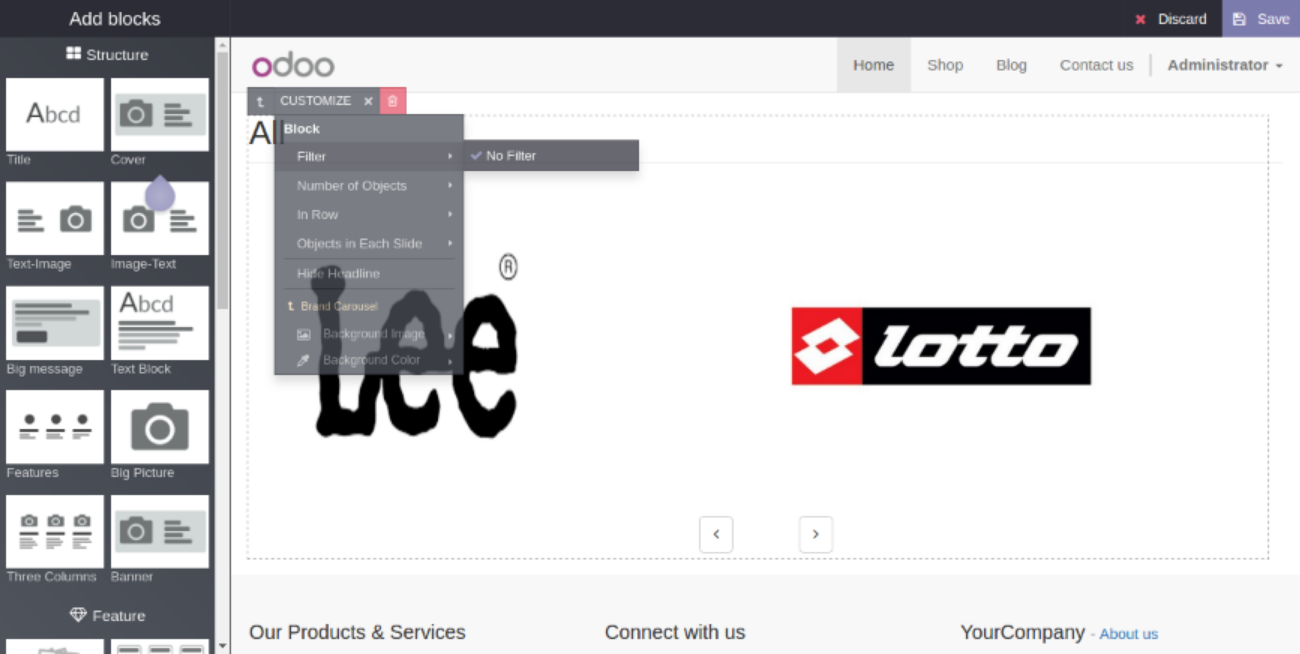 Add blocks
Discard
Save
Structure
Abcd
Title
Cover
Text-Image
Image-Text
Big message
Abcd
Text Block
Features
Big Picture
Three Columns
Banner
Feature
odoo
Home
Shop
Blog
Contact us
Administrator
CUSTOMIZE
All
Block
Filter
No Filter
Number of Objects
In Row
Objects in Each Slide
Hide Headline
Brand Carousel
Background Image
Background Color
Lee ®
lotto
Our Products & Services
Connect with us
YourCompany - About us